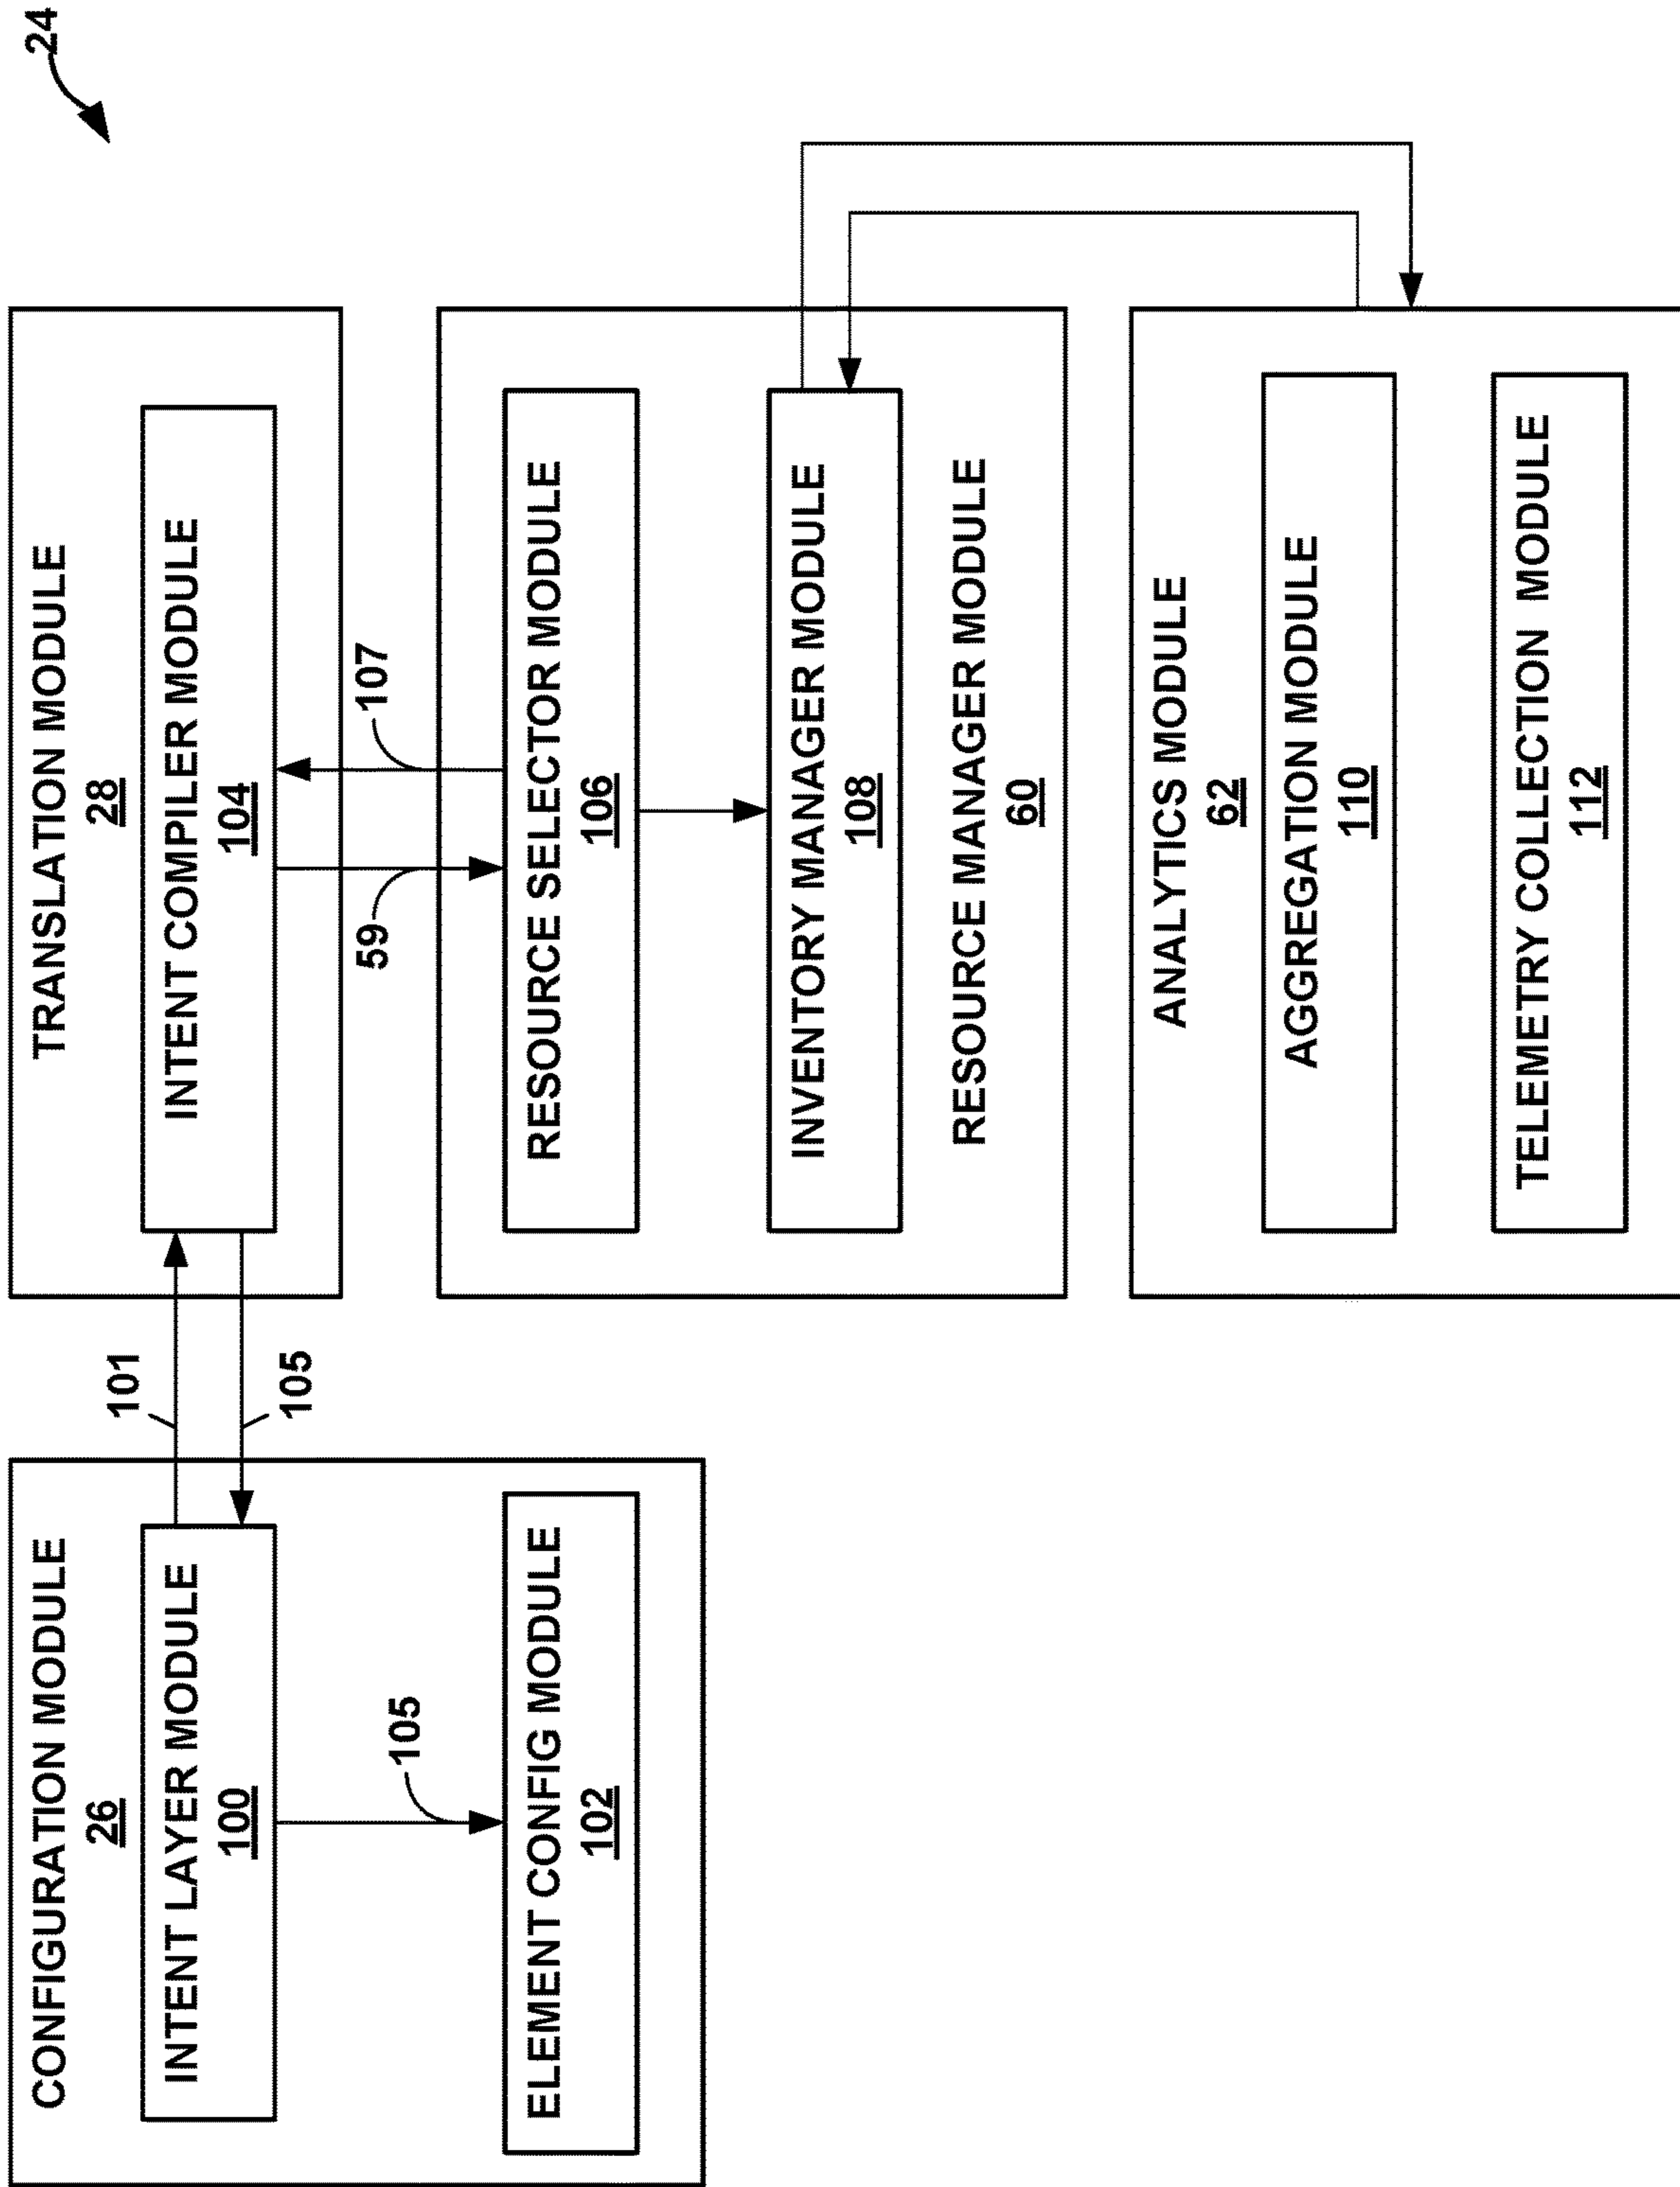 24
CONFIGURATION MODULE
26
INTENT LAYER MODULE
100
105
ELEMENT CONFIG MODULE
102
101
105
TRANSLATION MODULE
28
INTENT COMPILER MODULE
104
59
107
RESOURCE SELECTOR MODULE
106
INVENTORY MANAGER MODULE
108
RESOURCE MANAGER MODULE
60
ANALYTICS MODULE
62
AGGREGATION MODULE
110
TELEMETRY COLLECTION MODULE
112